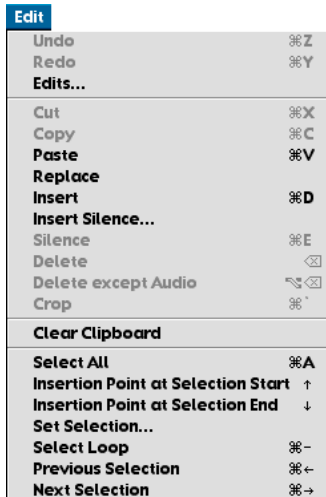 Edit
Undo ⌘Z
Redo ⌘Y
Edits...
Cut ⌘X
Copy ⌘C
Paste ⌘V
Replace
Insert ⌘D
Insert Silence...
Silence ⌘E
Delete ⌫
Delete except Audio ⌥⌫
Crop ⌘`
Clear Clipboard
Select All ⌘A
Insertion Point at Selection Start ↑
Insertion Point at Selection End ↓
Set Selection...
Select Loop ⌘-
Previous Selection ⌘←
Next Selection ⌘→